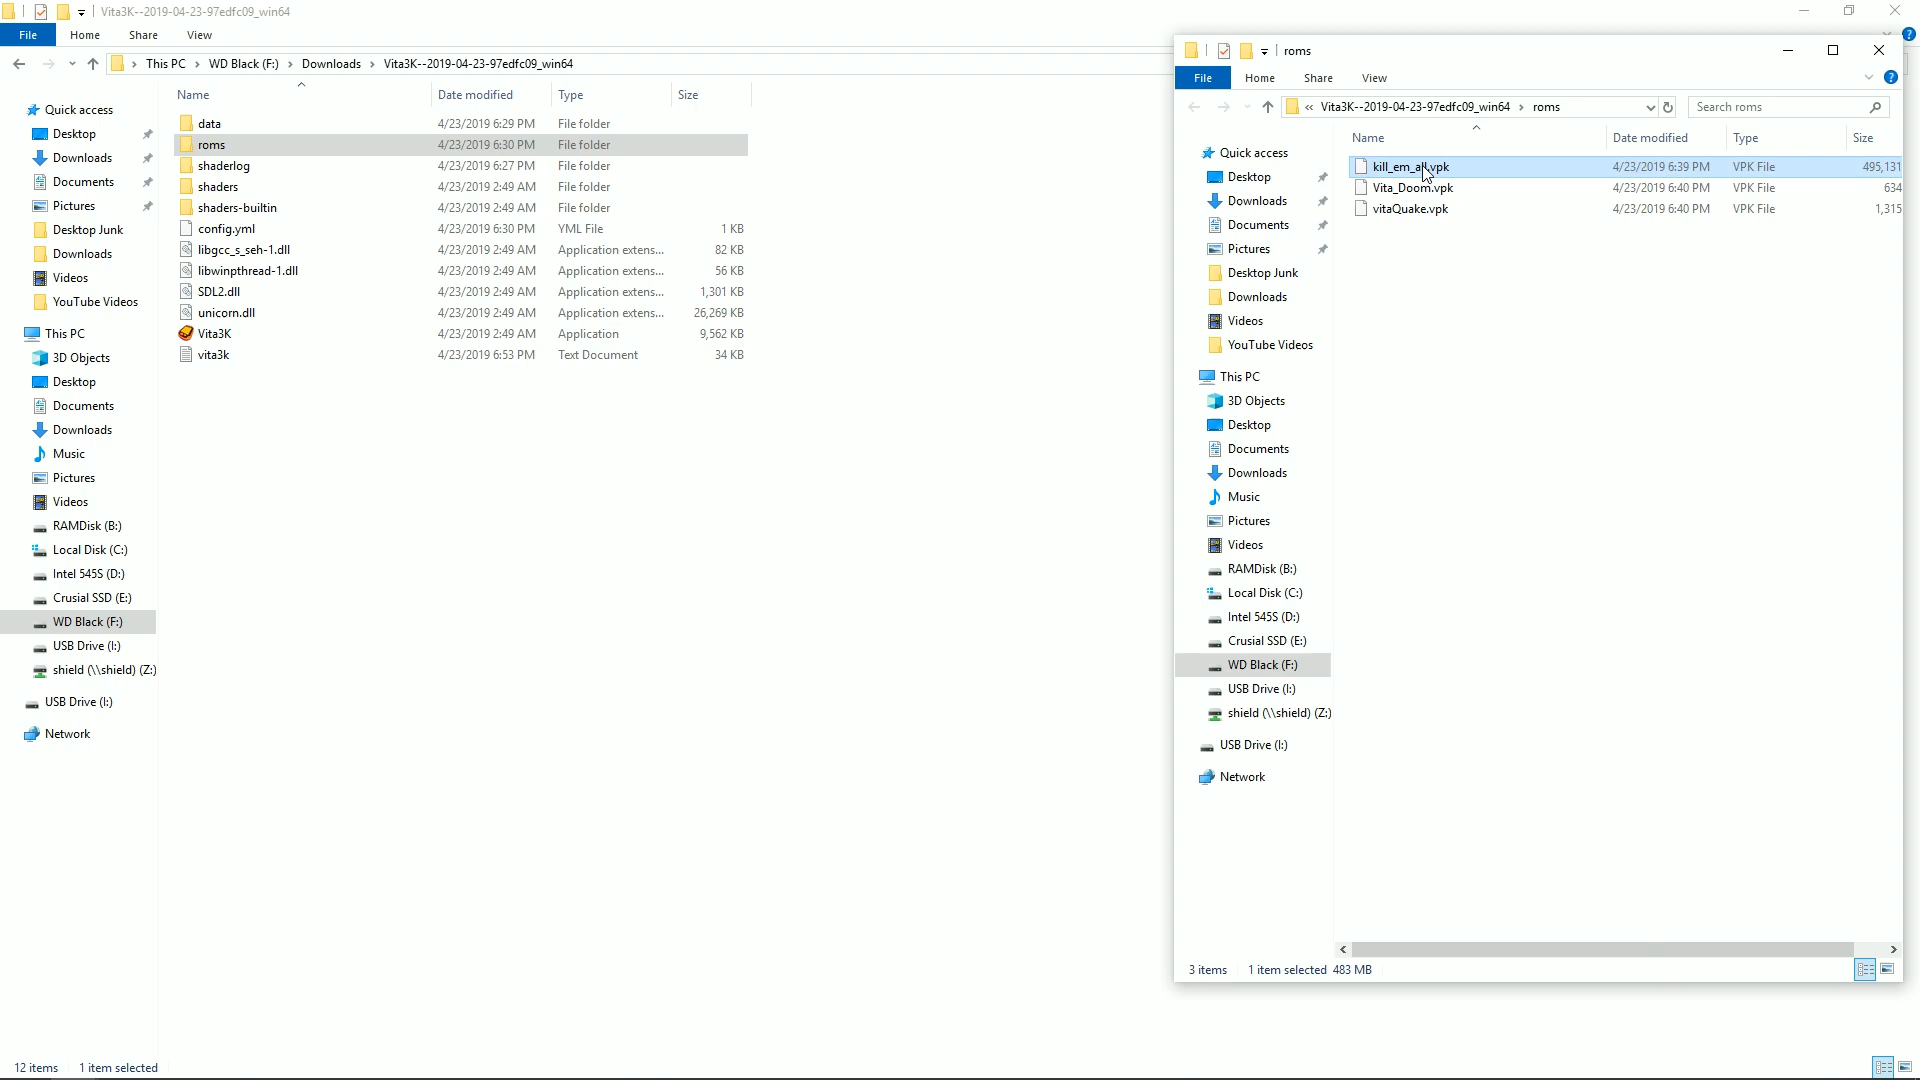 Vita3K--2019-04-23-97edfc09_win64
File Home Share View
This PC WD Black (F:) Downloads Vita3K--2019-04-23-97edfc09_win64
Name Date modified Type Size
Quick access
Desktop
Downloads
Documents
Pictures
Desktop Junk
Downloads
Videos
YouTube Videos
This PC
3D Objects
Desktop
Documents
Downloads
Music
Pictures
Videos
RAMDisk (B:)
Local Disk (C:)
Intel 545S (D:)
Crusial SSD (E:)
WD Black (F:)
USB Drive (I:)
shield (\\shield) (Z:)
USB Drive (I:)
Network
data 4/23/2019 6:29 PM File folder
roms 4/23/2019 6:30 PM File folder
shaderlog 4/23/2019 6:27 PM File folder
shaders 4/23/2019 2:49 AM File folder
shaders-builtin 4/23/2019 2:49 AM File folder
config.yml 4/23/2019 6:30 PM YML File 1 KB
libgcc_s_seh-1.dll 4/23/2019 2:49 AM Application extens... 82 KB
libwinpthread-1.dll 4/23/2019 2:49 AM Application extens... 56 KB
SDL2.dll 4/23/2019 2:49 AM Application extens... 1,301 KB
unicorn.dll 4/23/2019 2:49 AM Application extens... 26,269 KB
Vita3K 4/23/2019 2:49 AM Application 9,562 KB
vita3k 4/23/2019 6:53 PM Text Document 34 KB
12 items 1 item selected
roms
File Home Share View
« Vita3K--2019-04-23-97edfc09_win64 roms Search roms
Name Date modified Type Size
Quick access
Desktop
Downloads
Documents
Pictures
Desktop Junk
Downloads
Videos
YouTube Videos
This PC
3D Objects
Desktop
Documents
Downloads
Music
Pictures
Videos
RAMDisk (B:)
Local Disk (C:)
Intel 545S (D:)
Crusial SSD (E:)
WD Black (F:)
USB Drive (I:)
shield (\\shield) (Z:)
USB Drive (I:)
Network
kill_em_all.vpk 4/23/2019 6:39 PM VPK File 495,131
Vita_Doom.vpk 4/23/2019 6:40 PM VPK File 634
vitaQuake.vpk 4/23/2019 6:40 PM VPK File 1,315
3 items 1 item selected 483 MB